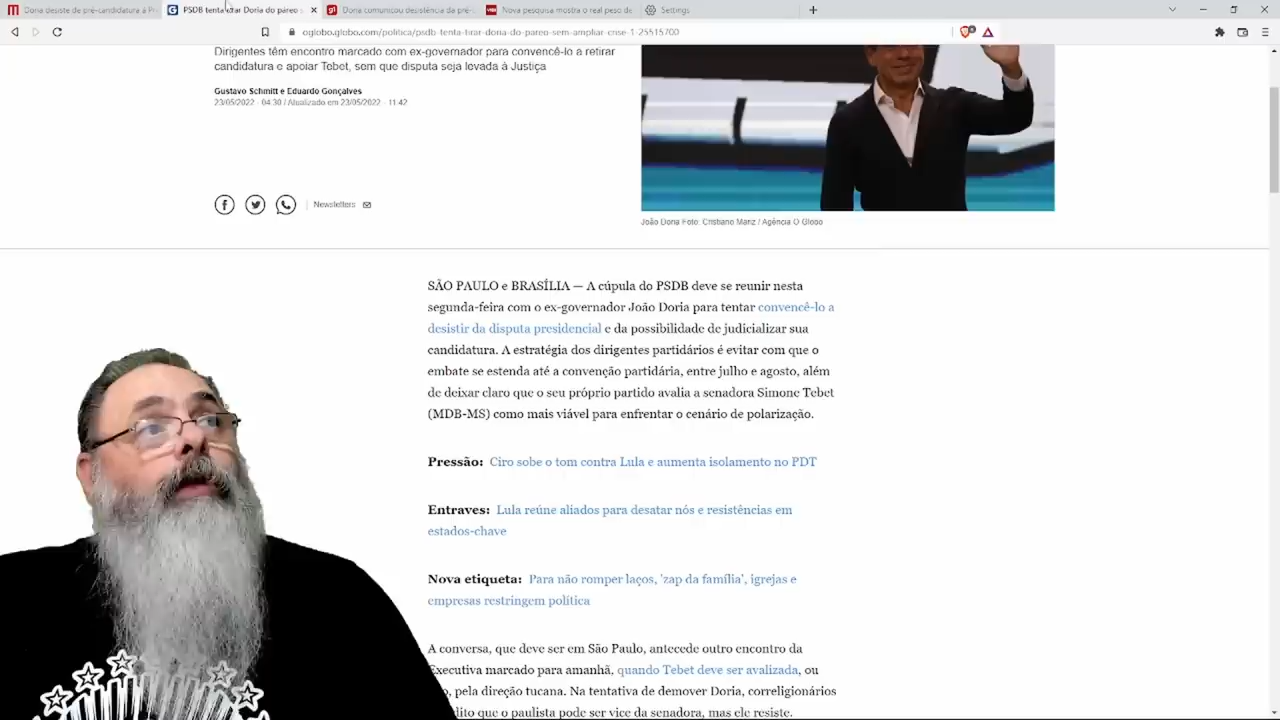 Doria desiste de pré-candidatura à Pr
PSDB tenta tirar Doria do páreo s
Doria comunicou desistência da pré-
Nova pesquisa mostra o real peso de
Settings
oglobo.globo.com/politica/psdb-tenta-tirar-doria-do-pareo-sem-ampliar-crise-1-25515700
Dirigentes têm encontro marcado com ex-governador para convencê-lo a retirar
candidatura e apoiar Tebet, sem que disputa seja levada à Justiça
Gustavo Schmitt e Eduardo Gonçalves
23/05/2022 - 04:30 / Atualizado em 23/05/2022 - 11:42
Newsletters
João Doria Foto: Cristiano Mariz / Agência O Globo
SÃO PAULO e BRASÍLIA — A cúpula do PSDB deve se reunir nesta
segunda-feira com o ex-governador João Doria para tentar convencê-lo a
desistir da disputa presidencial e da possibilidade de judicializar sua
candidatura. A estratégia dos dirigentes partidários é evitar com que o
embate se estenda até a convenção partidária, entre julho e agosto, além
de deixar claro que o seu próprio partido avalia a senadora Simone Tebet
(MDB-MS) como mais viável para enfrentar o cenário de polarização.
Pressão: Ciro sobe o tom contra Lula e aumenta isolamento no PDT
Entraves: Lula reúne aliados para desatar nós e resistências em
estados-chave
Nova etiqueta: Para não romper laços, 'zap da família', igrejas e
empresas restringem política
A conversa, que deve ser em São Paulo, antecede outro encontro da
Executiva marcado para amanhã, quando Tebet deve ser avalizada, ou
pela direção tucana. Na tentativa de demover Doria, correligionários
que o paulista pode ser vice da senadora, mas ele resiste.